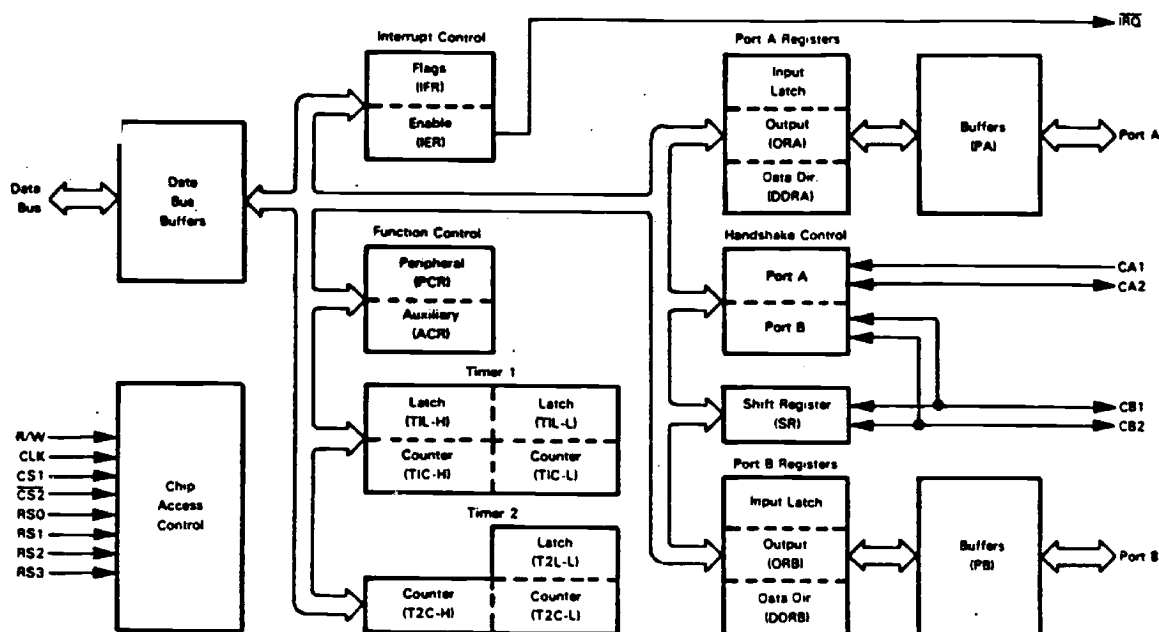 IRQ
Interrupt Control
Flags
(IFR)
Enable
(IER)
Port A Registers
Input
Latch
Output
(ORA)
Data Dir.
(DDRA)
Buffers
(PA)
Port A
Data
Bus
Data
Bus
Buffers
Function Control
Peripheral
(PCR)
Auxiliary
(ACR)
Handshake Control
Port A
Port B
CA1
CA2
Timer 1
Latch
(TIL-H)
Latch
(TIL-L)
Counter
(TIC-H)
Counter
(TIC-L)
Shift Register
(SR)
CB1
CB2
R/W
CLK
CS1
CS2
RS0
RS1
RS2
RS3
Chip
Access
Control
Timer 2
Latch
(T2L-L)
Counter
(T2C-H)
Counter
(T2C-L)
Port B Registers
Input Latch
Output
(ORB)
Data Dir
(DDRB)
Buffers
(PB)
Port B